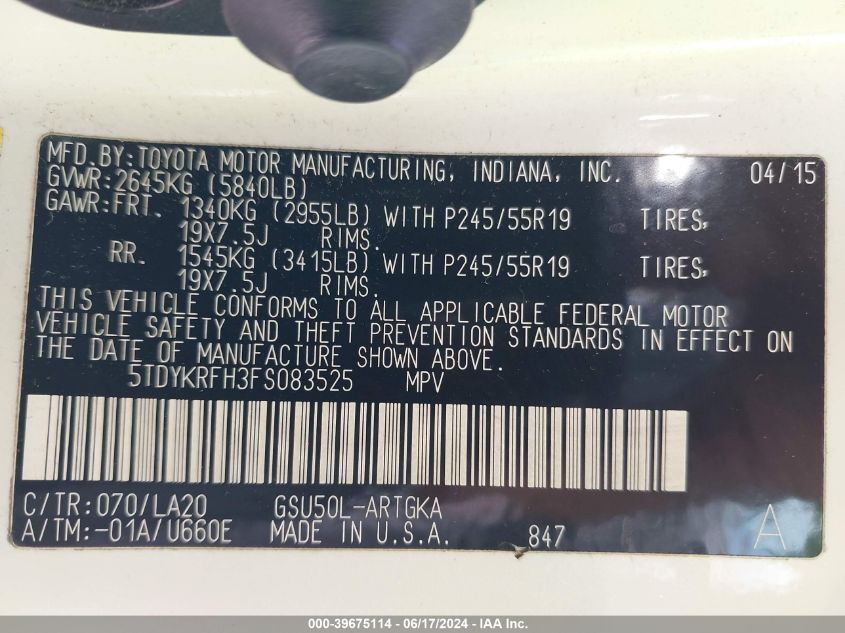 MFD.BY:TOYOTA MOTOR MANUFACTURING, INDIANA, INC. 04/15
GVWR:2645KG (5840LB)
GAWR:FRT. 1340KG (2955LB) WITH P245/55R19 TIRES,
19X7.5J RIMS.
RR. 1545KG (3415LB) WITH P245/55R19 TIRES,
19X7.5J RIMS.
THIS VEHICLE CONFORMS TO ALL APPLICABLE FEDERAL MOTOR
VEHICLE SAFETY AND THEFT PREVENTION STANDARDS IN EFFECT ON
THE DATE OF MANUFACTURE SHOWN ABOVE.
5TDYKRFH3FS083525 MPV
C/TR:070/LA20 GSU50L-ARTGKA
A/TM:-01A/U660E MADE IN U.S.A. 847 A
000-39675114 - 06/17/2024 - IAA Inc.